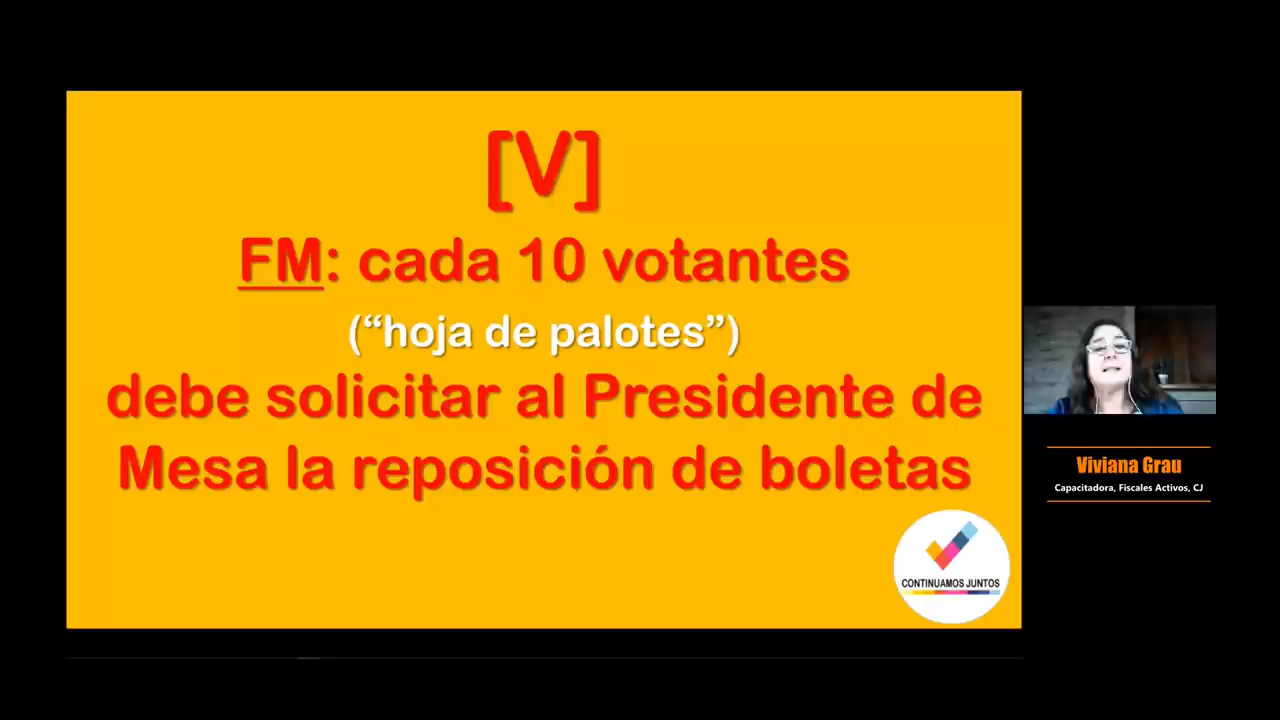 [V]
FM: cada 10 votantes
(“hoja de palotes”)
debe solicitar al Presidente de
Mesa la reposición de boletas
CONTINUAMOS JUNTOS
Viviana Grau
Capacitadora, Fiscales Activos, CJ